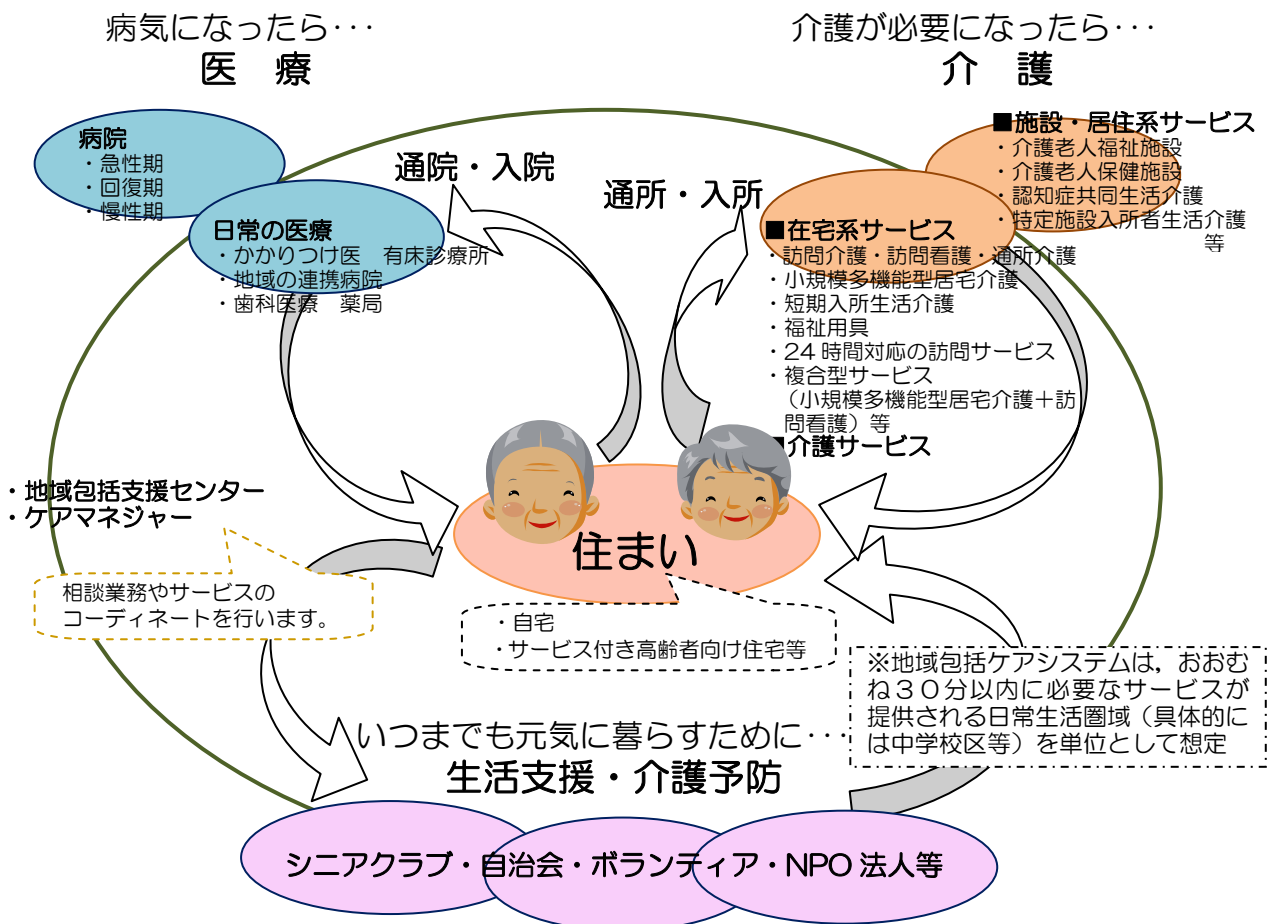 病気になったら･･･
医　療
介護が必要になったら･･･
介　護
病院
・急性期
・回復期
・慢性期
日常の医療
・かかりつけ医　有床診療所
・地域の連携病院
・歯科医療　薬局
通院・入院
通所・入所
■施設・居住系サービス
・介護老人福祉施設
・介護老人保健施設
・認知症共同生活介護
・特定施設入所者生活介護
等
■在宅系サービス
・訪問介護・訪問看護・通所介護
・小規模多機能型居宅介護
・短期入所生活介護
・福祉用具
・24時間対応の訪問サービス
・複合型サービス
（小規模多機能型居宅介護＋訪
問看護）等
■介護サービス
・地域包括支援センター
・ケアマネジャー
相談業務やサービスの
コーディネートを行います。
住まい
・自宅
・サービス付き高齢者向け住宅等
※地域包括ケアシステムは，おおむ
ね３０分以内に必要なサービスが
提供される日常生活圏域（具体的に
は中学校区等）を単位として想定
いつまでも元気に暮らすために･･･
生活支援・介護予防
シニアクラブ・自治会・ボランティア・NPO法人等